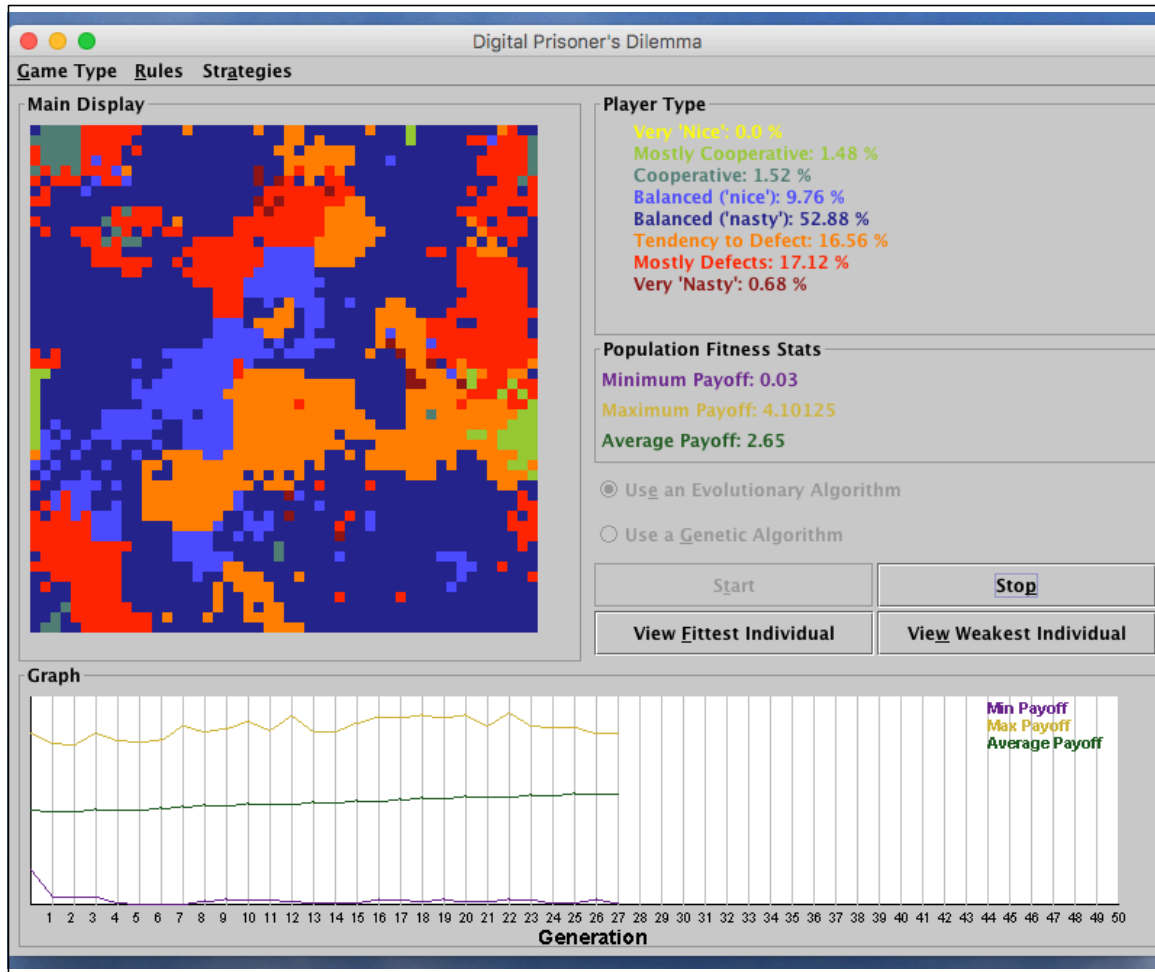 Digital Prisoner's Dilemma
Game Type Rules Strategies
Main Display
Player Type
Very 'Nice': 0.0 %
Mostly Cooperative: 1.48 %
Cooperative: 1.52 %
Balanced ('nice'): 9.76 %
Balanced ('nasty'): 52.88 %
Tendency to Defect: 16.56 %
Mostly Defects: 17.12 %
Very 'Nasty': 0.68 %
Population Fitness Stats
Minimum Payoff: 0.03
Maximum Payoff: 4.10125
Average Payoff: 2.65
Use an Evolutionary Algorithm
Use a Genetic Algorithm
Start Stop
View Fittest Individual View Weakest Individual
Graph
Min Payoff
Max Payoff
Average Payoff
1 2 3 4 5 6 7 8 9 10 11 12 13 14 15 16 17 18 19 20 21 22 23 24 25 26 27 28 29 30 31 32 33 34 35 36 37 38 39 40 41 42 43 44 45 46 47 48 49 50
Generation